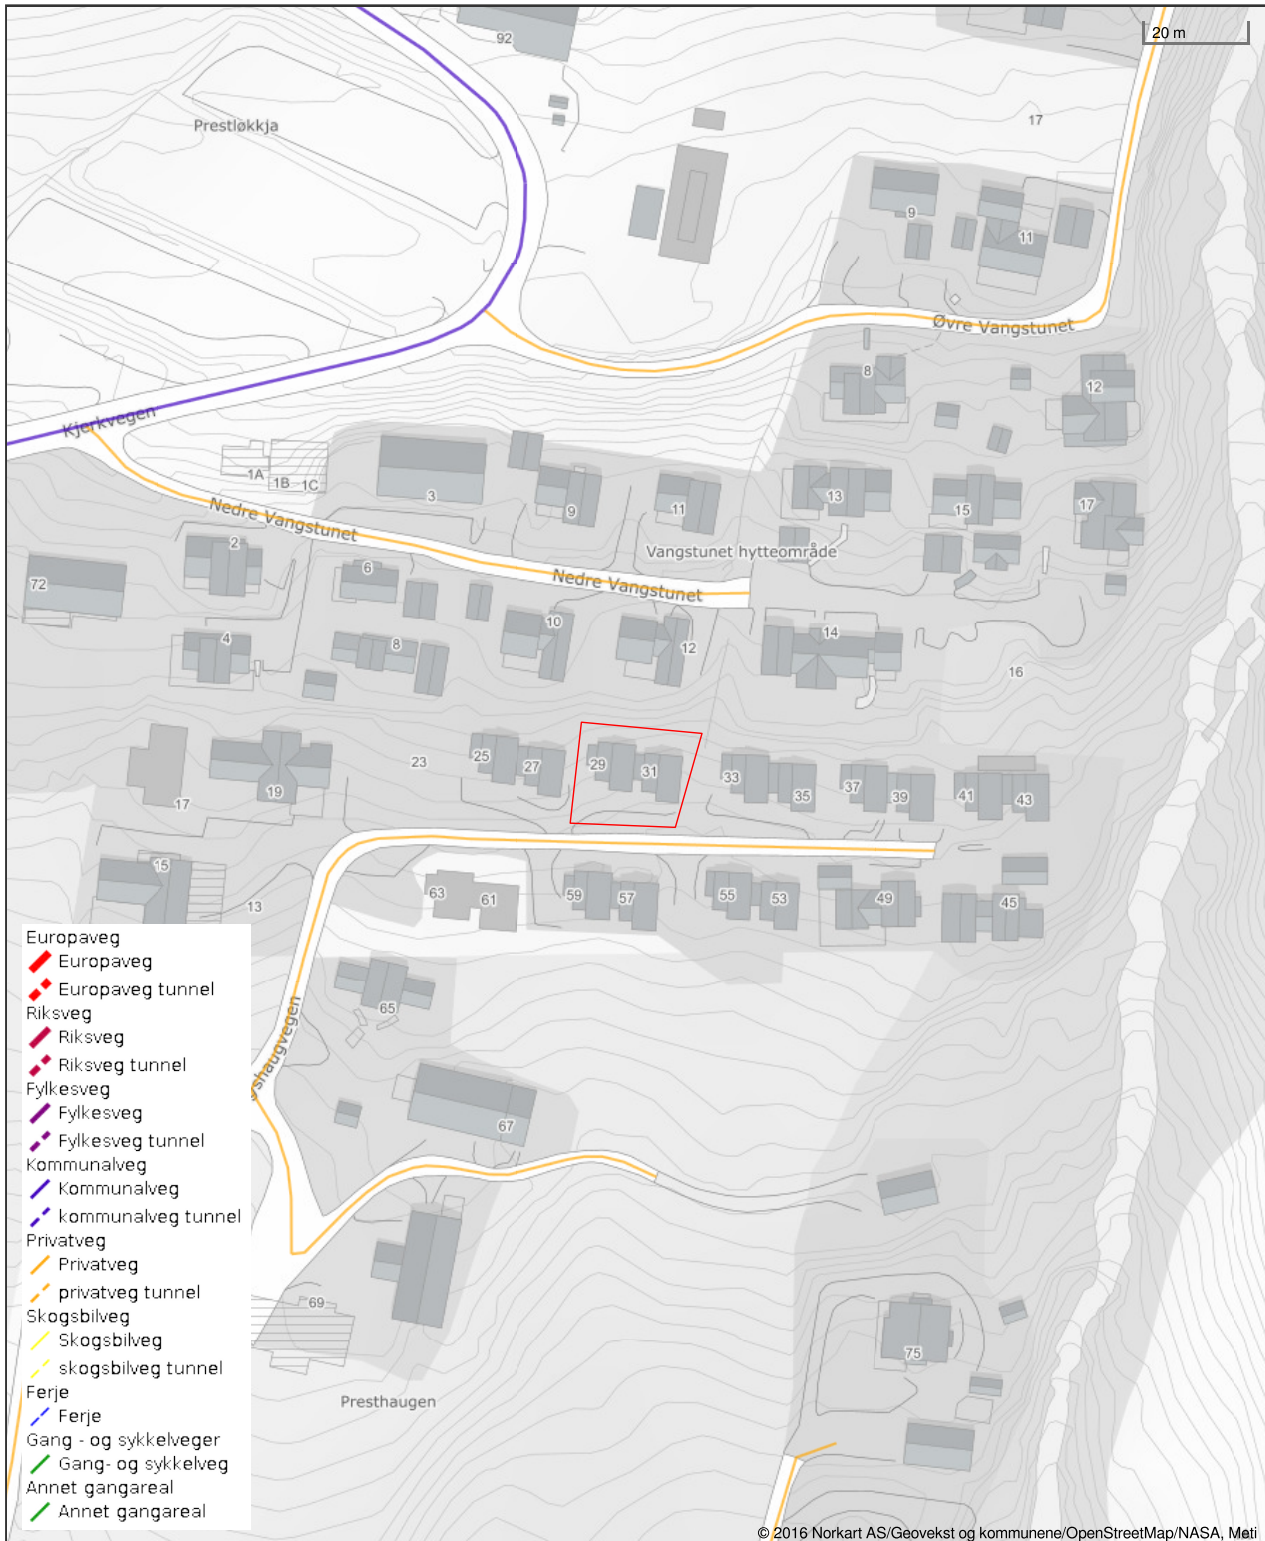 92
20 m
Prestløkkja
17
9
11
Øvre Vangstunet
8
12
Kjerkvegen
1A
1B
1C
3
9
11
13
15
17
Nedre Vangstunet
2
6
72
Vangstunet hytteområde
Nedre Vangstunet
4
8
10
12
14
16
17
19
23
25
27
29
31
33
35
37
39
41
43
15
13
63
61
59
57
55
53
49
45
65
67
69
75
Presthaugen
Europaveg
Europaveg
Europaveg tunnel
Riksveg
Riksveg
Riksveg tunnel
Fylkesveg
Fylkesveg
Fylkesveg tunnel
Kommunalveg
Kommunalveg
kommunalveg tunnel
Privatveg
Privatveg
privatveg tunnel
Skogsbilveg
Skogsbilveg
skogsbilveg tunnel
Ferje
Ferje
Gang - og sykkelveger
Gang- og sykkelveg
Annet gangareal
Annet gangareal
© 2016 Norkart AS/Geovekst og kommunene/OpenStreetMap/NASA, Meti